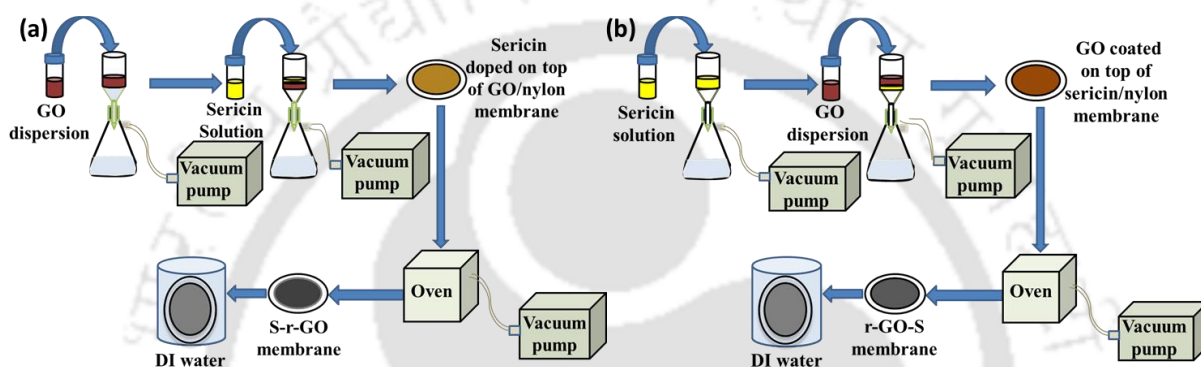 (a)
GO
dispersion
Vacuum
pump
Sericin
Solution
Vacuum
pump
Sericin
doped on top
of GO/nylon
membrane
Oven
Vacuum
pump
S-r-GO
membrane
DI water
(b)
Sericin
solution
Vacuum
pump
GO
dispersion
Vacuum
pump
GO coated
on top of
sericin/nylon
membrane
Oven
Vacuum
pump
r-GO-S
membrane
DI water